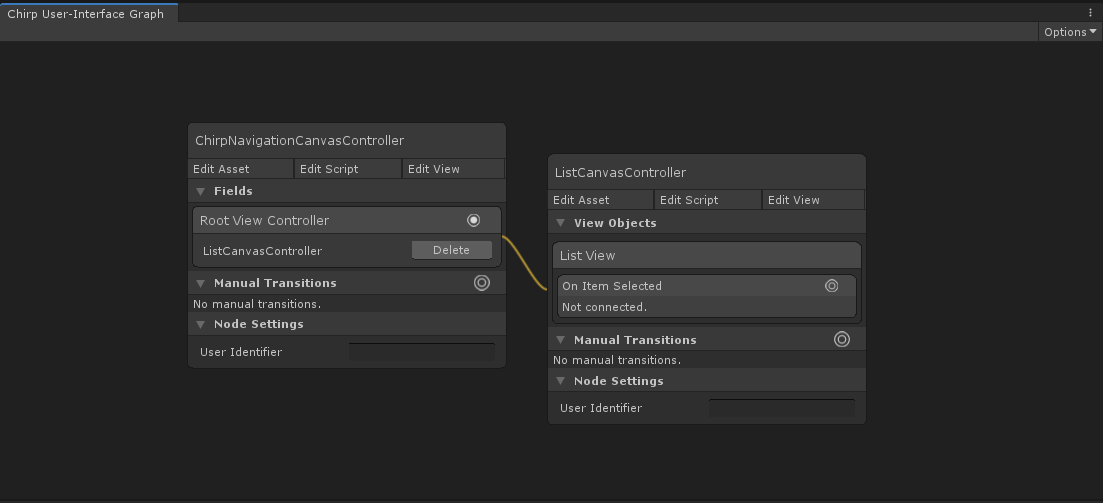 Chirp User-Interface Graph
Options
ChirpNavigationCanvasController
Edit Asset Edit Script Edit View
Fields
Root View Controller
ListCanvasController Delete
Manual Transitions
No manual transitions.
Node Settings
User Identifier
ListCanvasController
Edit Asset Edit Script Edit View
View Objects
List View
On Item Selected
Not connected.
Manual Transitions
No manual transitions.
Node Settings
User Identifier